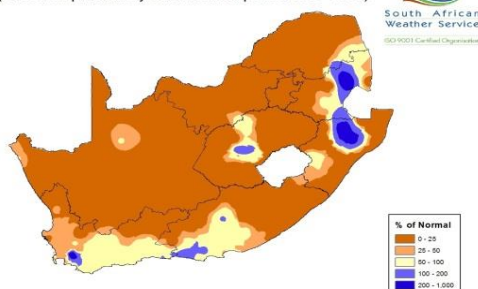 South African
Weather Service
ISO 9001 Certified Organisation
% of Normal
0 - 25
25 - 50
50 - 100
100 - 200
200 - 1,000